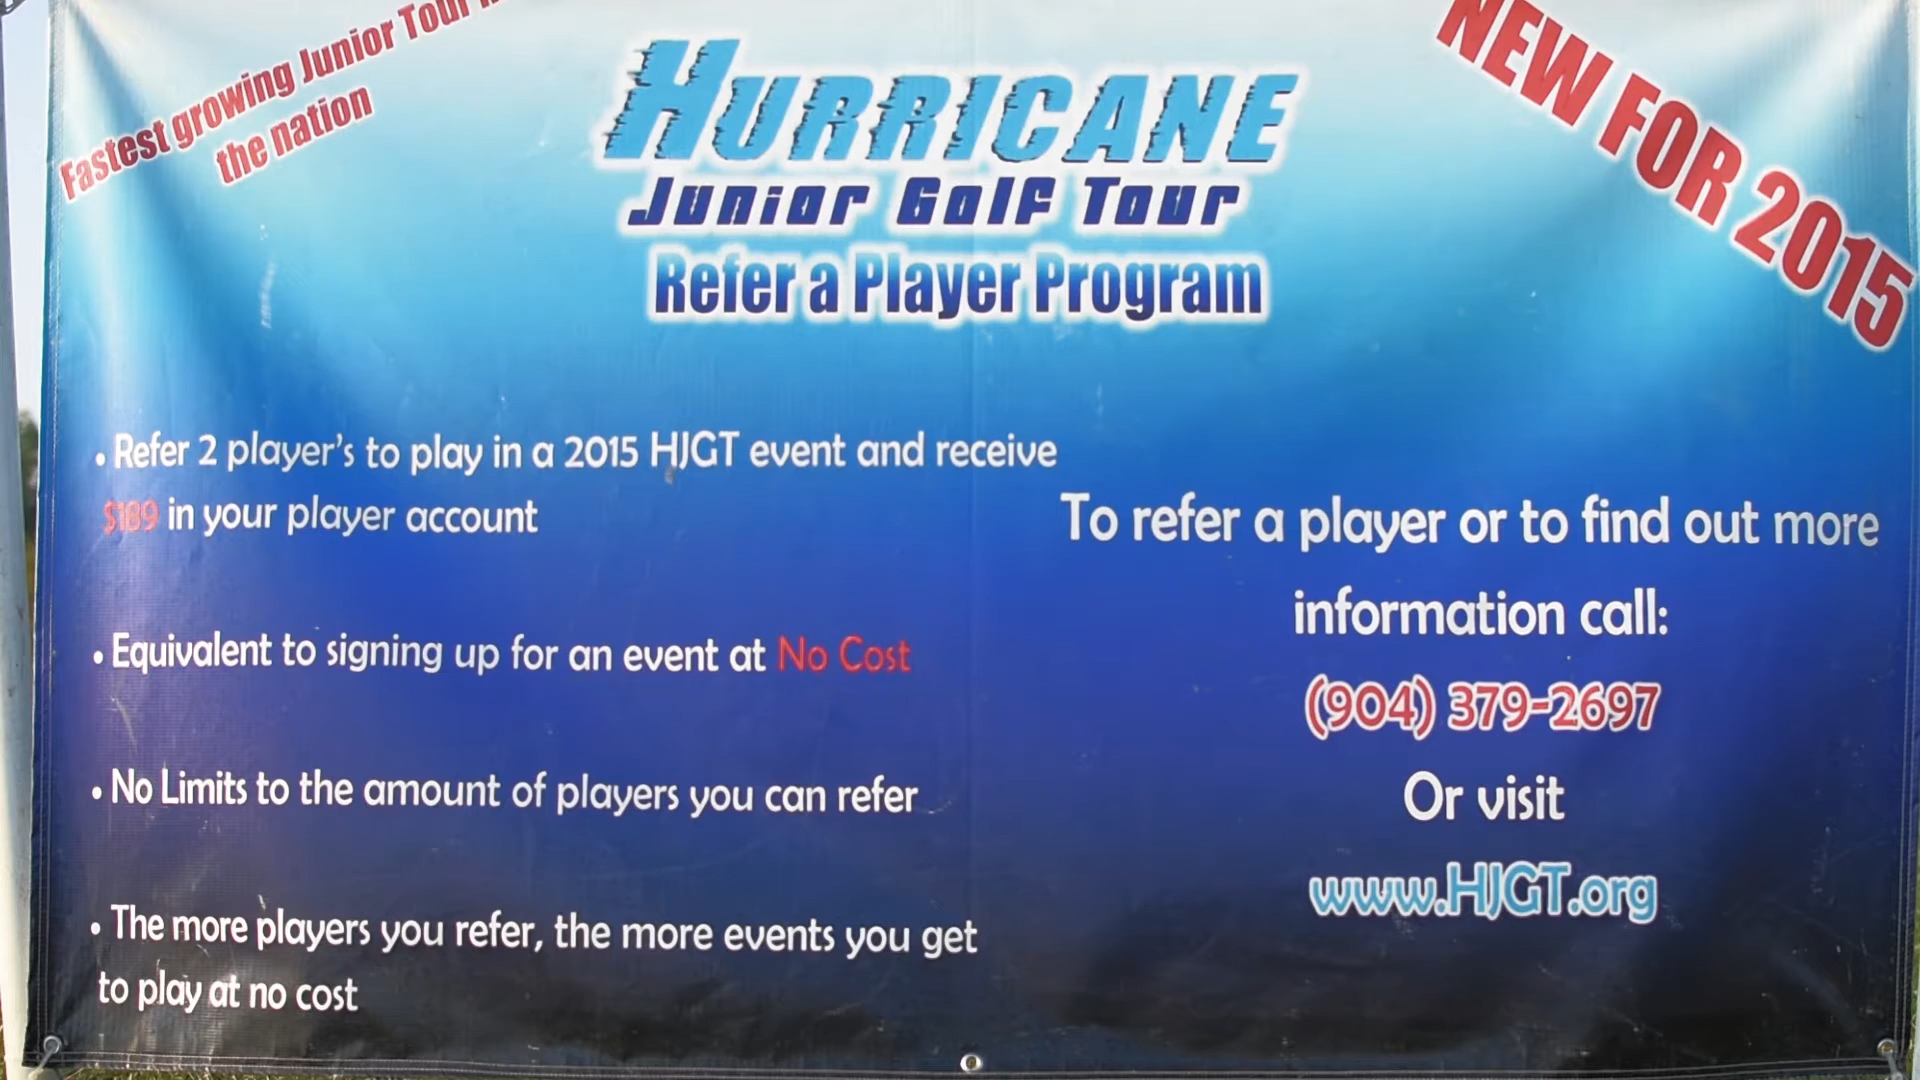 Fastest growing Junior Tour
the nation
NEW FOR 2015
HURRICANE
Junior Golf Tour
Refer a Player Program
• Refer 2 player's to play in a 2015 HJGT event and receive
$189 in your player account
• Equivalent to signing up for an event at No Cost
• No Limits to the amount of players you can refer
• The more players you refer, the more events you get
to play at no cost
To refer a player or to find out more
information call:
(904) 379-2697
Or visit
www.HJGT.org